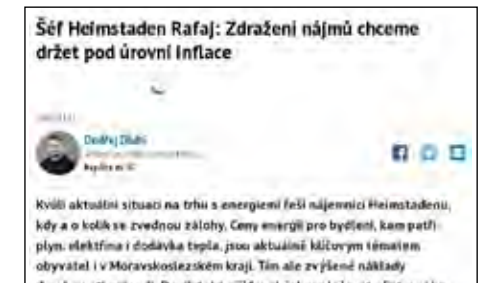 Šéf Heimstaden Rafaj: Zdražení nájmů chceme
držet pod úrovní inflace
Ondřej
Kvůli aktuální situaci na trhu s energiemi řeší nájemníci Heimstadenu,
kdy a o kolik se zvednou zálohy. Ceny energií pro bydlení, kam patří
plyn, elektřina i dodávka tepla, jsou aktuálně klíčovým tématem
obyvatel i v Moravskoslezském kraji. Tím ale zvýšené náklady